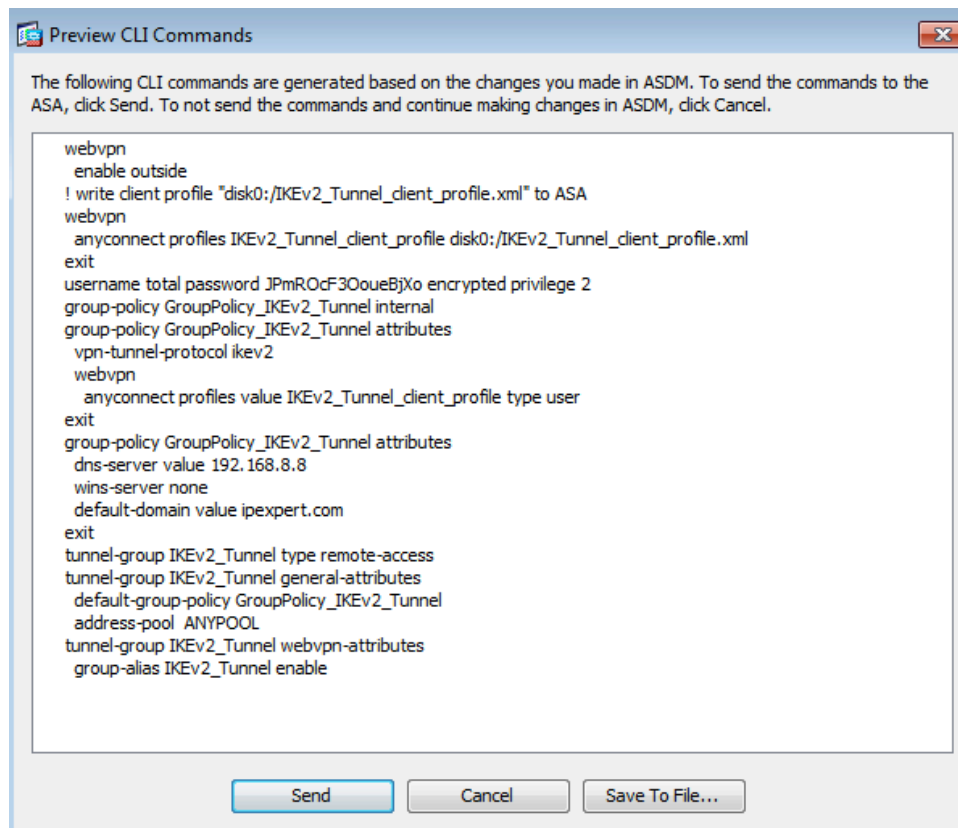 Preview CLI Commands
The following CLI commands are generated based on the changes you made in ASDM. To send the commands to the
ASA, click Send. To not send the commands and continue making changes in ASDM, click Cancel.
webvpn
enable outside
! write client profile "disk0:/IKEv2_Tunnel_client_profile.xml" to ASA
webvpn
anyconnect profiles IKEv2_Tunnel_client_profile disk0:/IKEv2_Tunnel_client_profile.xml
exit
username total password JPmROcF3OoueBjXo encrypted privilege 2
group-policy GroupPolicy_IKEv2_Tunnel internal
group-policy GroupPolicy_IKEv2_Tunnel attributes
vpn-tunnel-protocol ikev2
webvpn
anyconnect profiles value IKEv2_Tunnel_client_profile type user
exit
group-policy GroupPolicy_IKEv2_Tunnel attributes
dns-server value 192.168.8.8
wins-server none
default-domain value ipexpert.com
exit
tunnel-group IKEv2_Tunnel type remote-access
tunnel-group IKEv2_Tunnel general-attributes
default-group-policy GroupPolicy_IKEv2_Tunnel
address-pool ANYPOOL
tunnel-group IKEv2_Tunnel webvpn-attributes
group-alias IKEv2_Tunnel enable
Send
Cancel
Save To File...